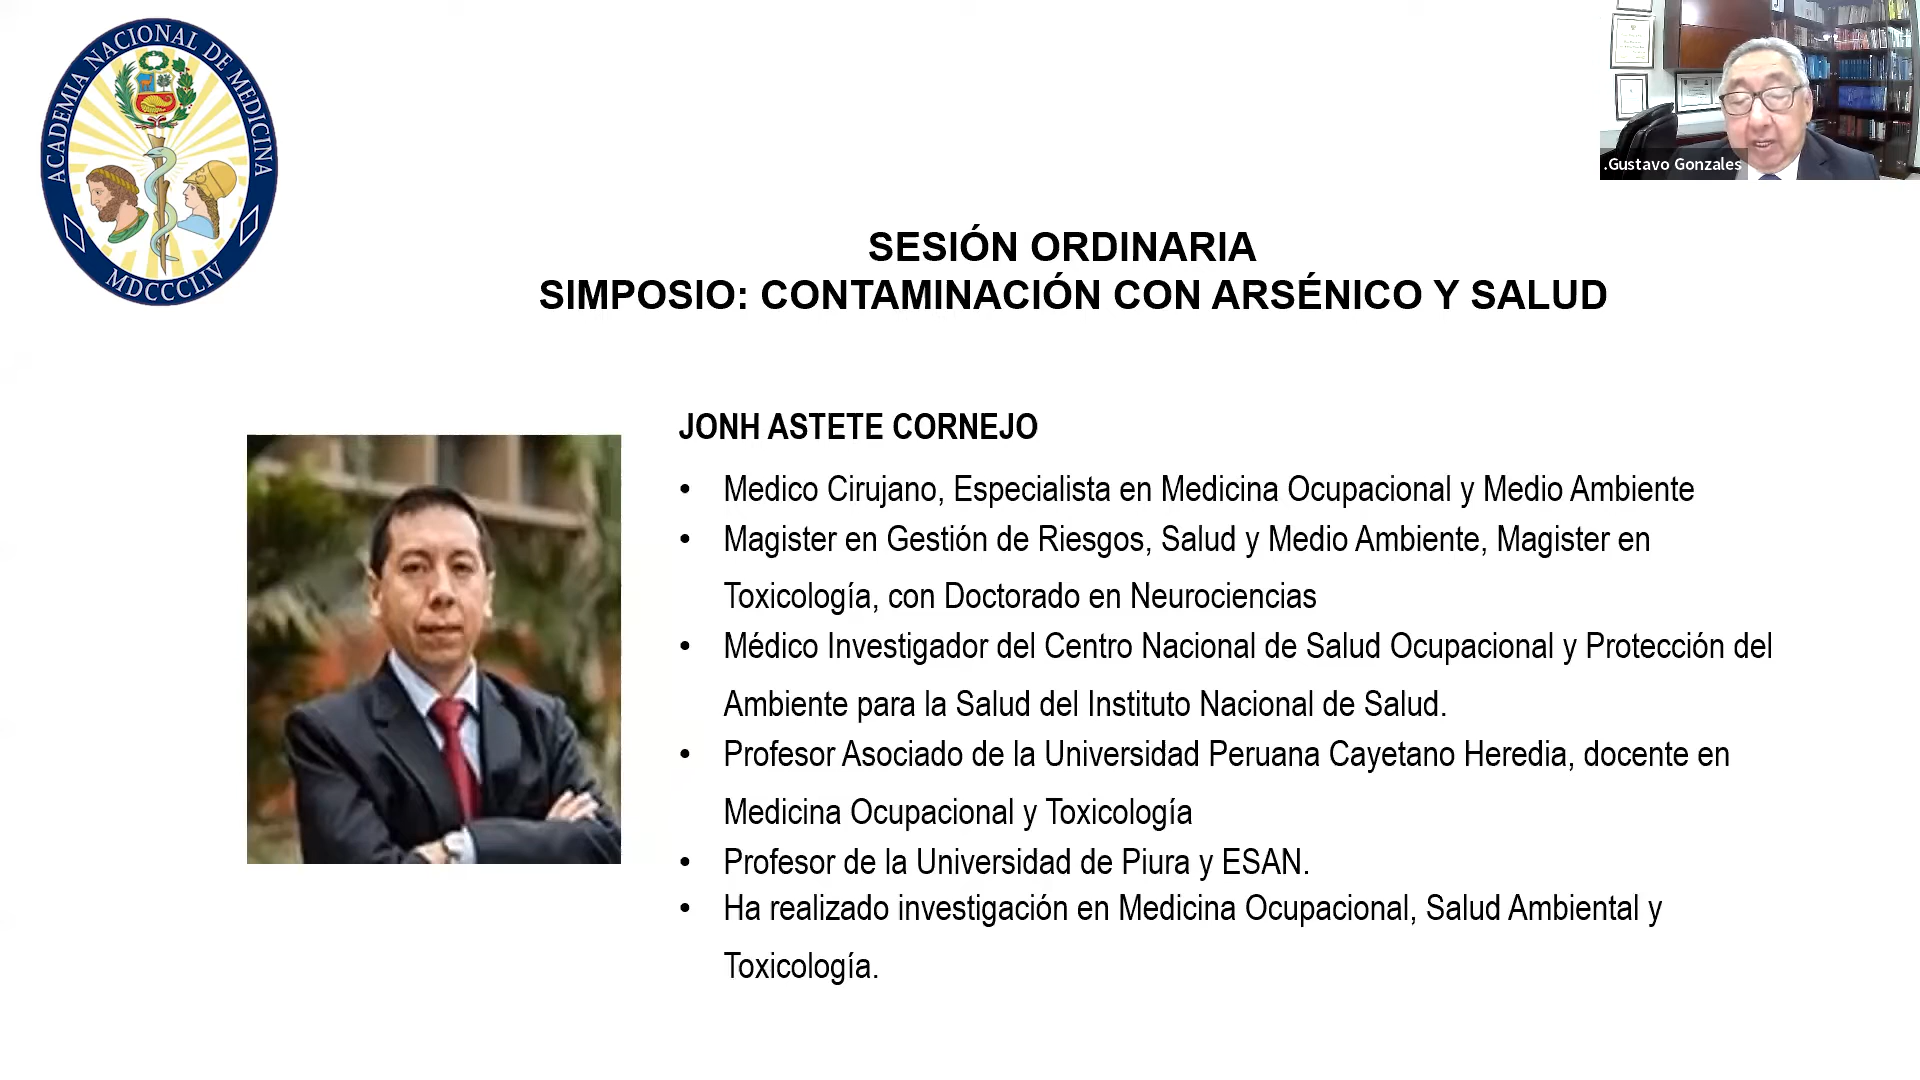 ACADEMIA NACIONAL DE MEDICINA
MDCCCLIV
.Gustavo Gonzales
SESIÓN ORDINARIA
SIMPOSIO: CONTAMINACIÓN CON ARSÉNICO Y SALUD
JONH ASTETE CORNEJO
• Medico Cirujano, Especialista en Medicina Ocupacional y Medio Ambiente
• Magister en Gestión de Riesgos, Salud y Medio Ambiente, Magister en
Toxicología, con Doctorado en Neurociencias
• Médico Investigador del Centro Nacional de Salud Ocupacional y Protección del
Ambiente para la Salud del Instituto Nacional de Salud.
• Profesor Asociado de la Universidad Peruana Cayetano Heredia, docente en
Medicina Ocupacional y Toxicología
• Profesor de la Universidad de Piura y ESAN.
• Ha realizado investigación en Medicina Ocupacional, Salud Ambiental y
Toxicología.